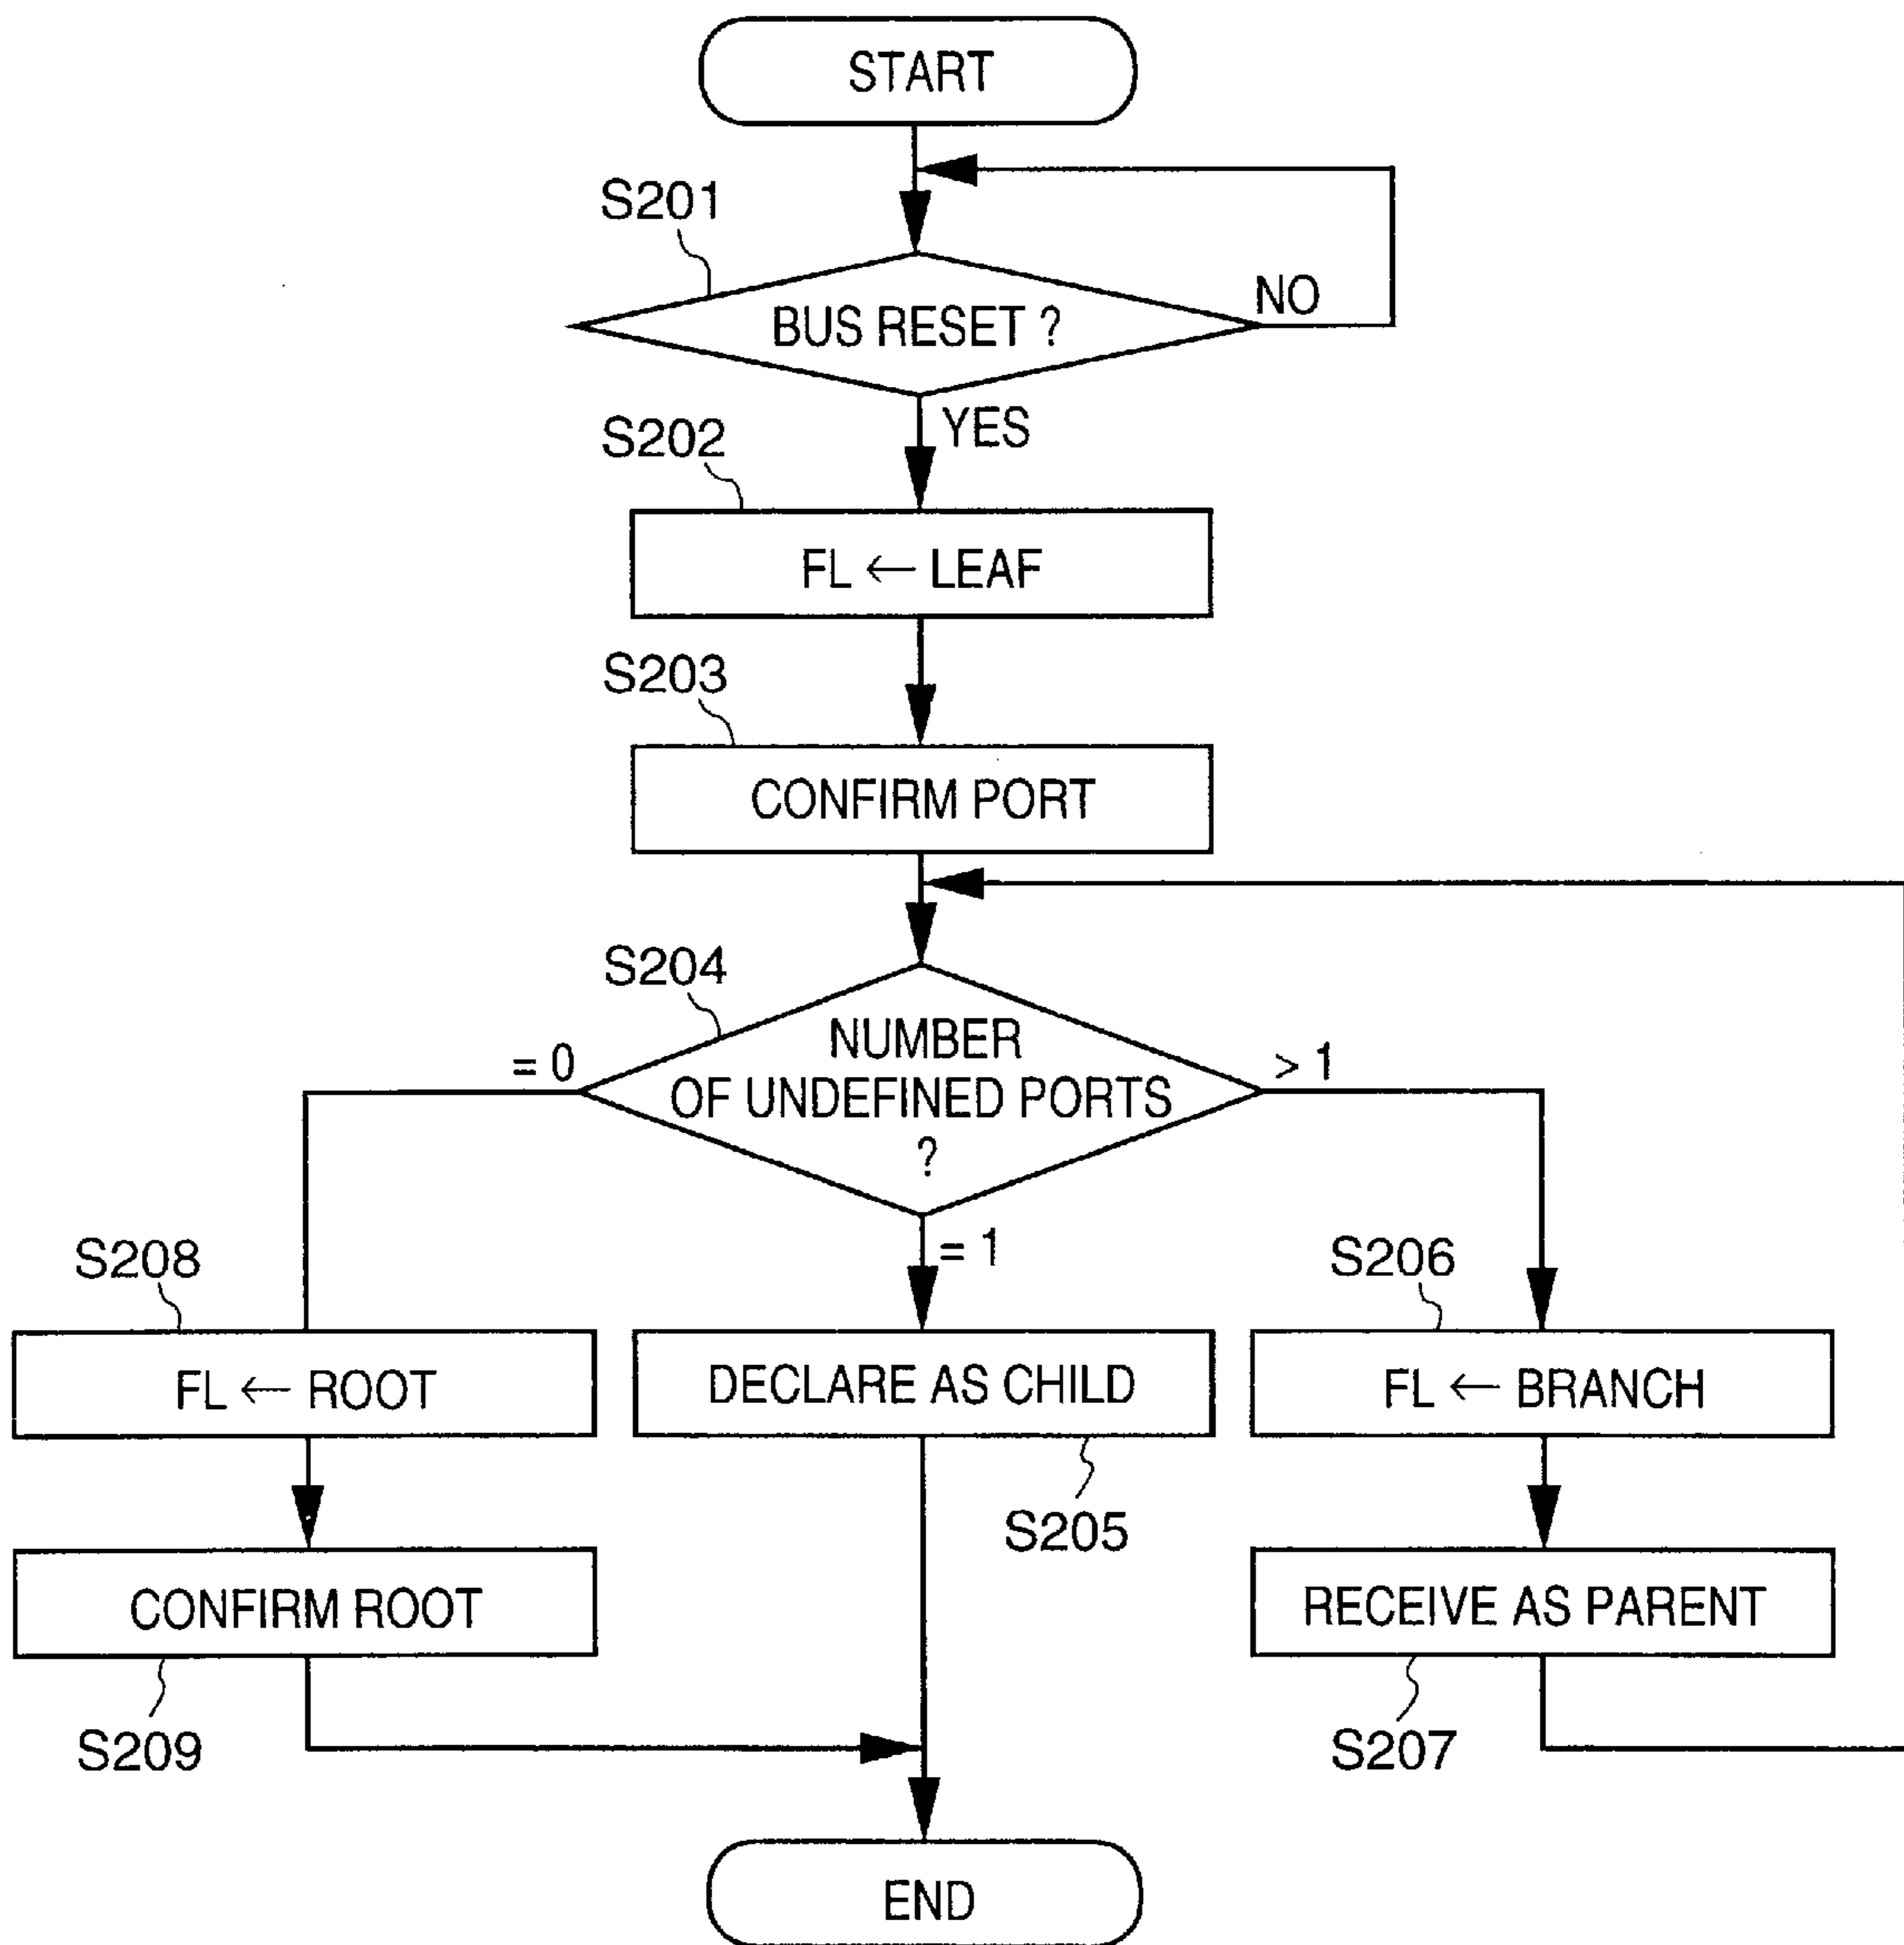 START
S201
NO
BUS RESET ?
YES
S202
FL ← LEAF
S203
CONFIRM PORT
S204
= 0
NUMBER
OF UNDEFINED PORTS
?
> 1
= 1
S208
S206
FL ← ROOT
DECLARE AS CHILD
FL ← BRANCH
S205
CONFIRM ROOT
RECEIVE AS PARENT
S209
S207
END